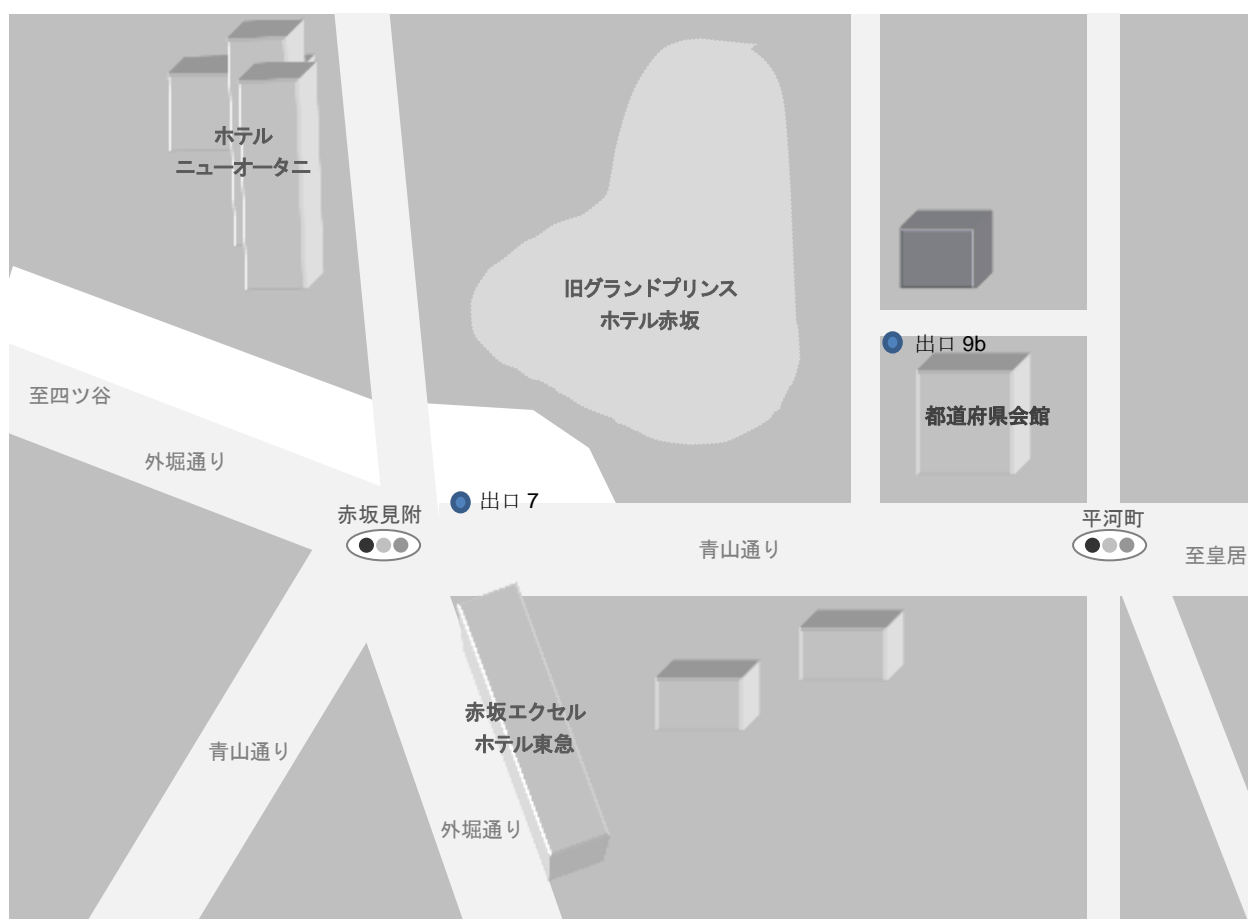 ホテル
ニューオータニ
旧グランドプリンス
ホテル赤坂
出口 9b
至四ツ谷
都道府県会館
外堀通り
出口 7
赤坂見附
平河町
青山通り
至皇居
赤坂エクセル
ホテル東急
青山通り
外堀通り